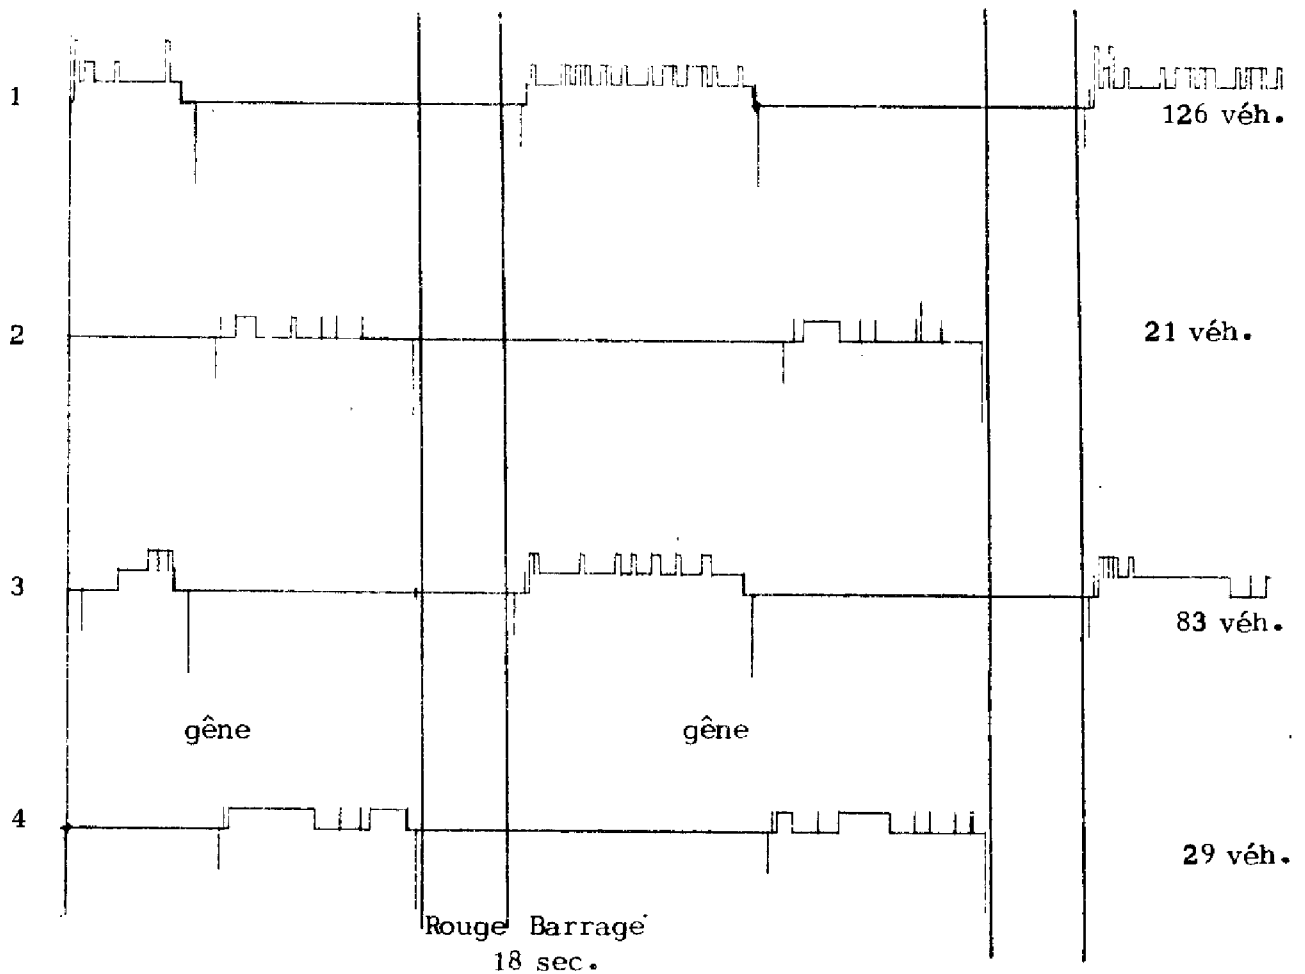 1
126 véh.
2
21 véh.
3
83 véh.
gêne
gêne
4
29 véh.
Rouge Barrage
18 sec.